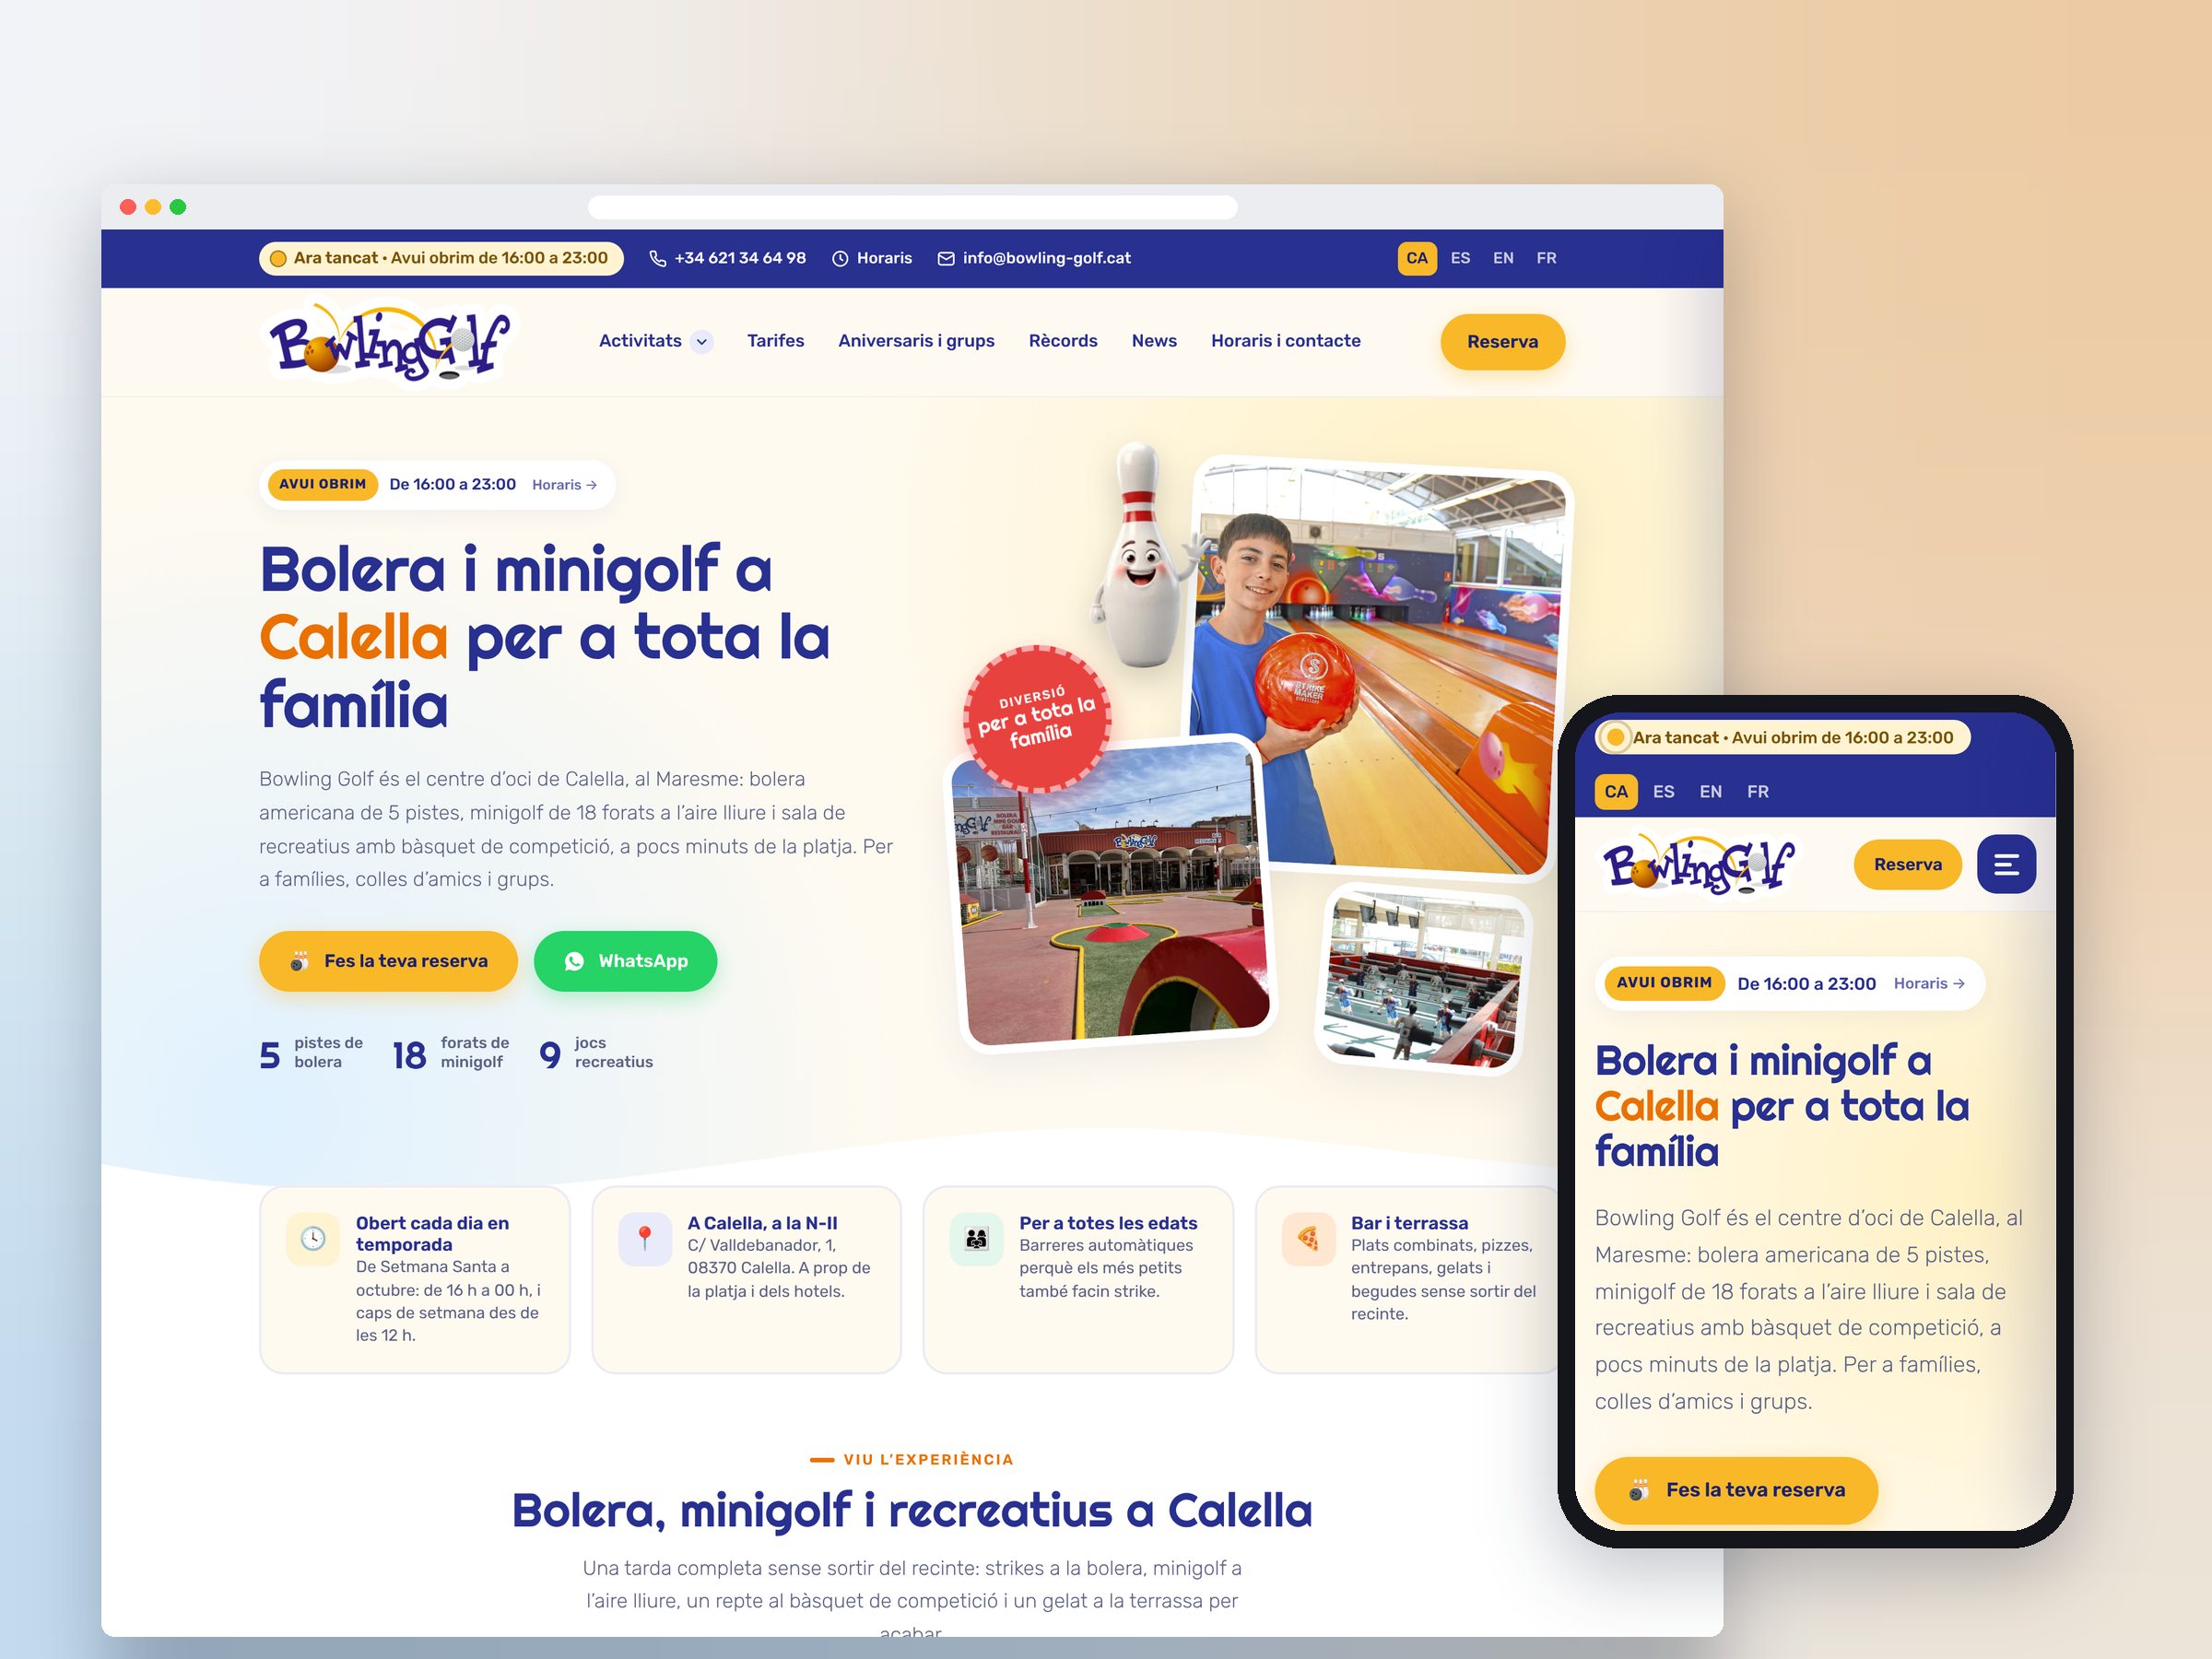 Ara tancat • Avui obrim de 16:00 a 23:00
+34 621 34 64 98
Horaris
info@bowling-golf.cat
CA ES EN FR
BowlingGolf
Activitats
Tarifes
Aniversaris i grups
Rècords
News
Horaris i contacte
Reserva
AVUI OBRIM De 16:00 a 23:00 Horaris →
Bolera i minigolf a
Calella per a tota la
família
Bowling Golf és el centre d’oci de Calella, al Maresme: bolera
americana de 5 pistes, minigolf de 18 forats a l’aire lliure i sala de
recreatius amb bàsquet de competició, a pocs minuts de la platja. Per
a famílies, colles d’amics i grups.
Fes la teva reserva
WhatsApp
5 pistes de
bolera
18 forats de
minigolf
9 jocs
recreatius
DIVERSIÓ
per a tota la
família
STRIKE
MAKER
BOLERA
MINI GOLF
BAR
RESTAURANT
BowlingGolf
Obert cada dia en
temporada
De Setmana Santa a
octubre: de 16 h a 00 h, i
caps de setmana des de
les 12 h.
A Calella, a la N-II
C/ Valldebanador, 1,
08370 Calella. A prop de
la platja i dels hotels.
Per a totes les edats
Barreres automàtiques
perquè els més petits
també facin strike.
Bar i terrassa
Plats combinats, pizzes,
entrepans, gelats i
begudes sense sortir del
recinte.
VIU L’EXPERIÈNCIA
Bolera, minigolf i recreatius a Calella
Una tarda completa sense sortir del recinte: strikes a la bolera, minigolf a
l’aire lliure, un repte al bàsquet de competició i un gelat a la terrassa per
acabar.
Ara tancat • Avui obrim de 16:00 a 23:00
CA ES EN FR
BowlingGolf
Reserva
AVUI OBRIM De 16:00 a 23:00 Horaris →
Bolera i minigolf a
Calella per a tota la
família
Bowling Golf és el centre d’oci de Calella, al
Maresme: bolera americana de 5 pistes,
minigolf de 18 forats a l’aire lliure i sala de
recreatius amb bàsquet de competició, a
pocs minuts de la platja. Per a famílies,
colles d’amics i grups.
Fes la teva reserva